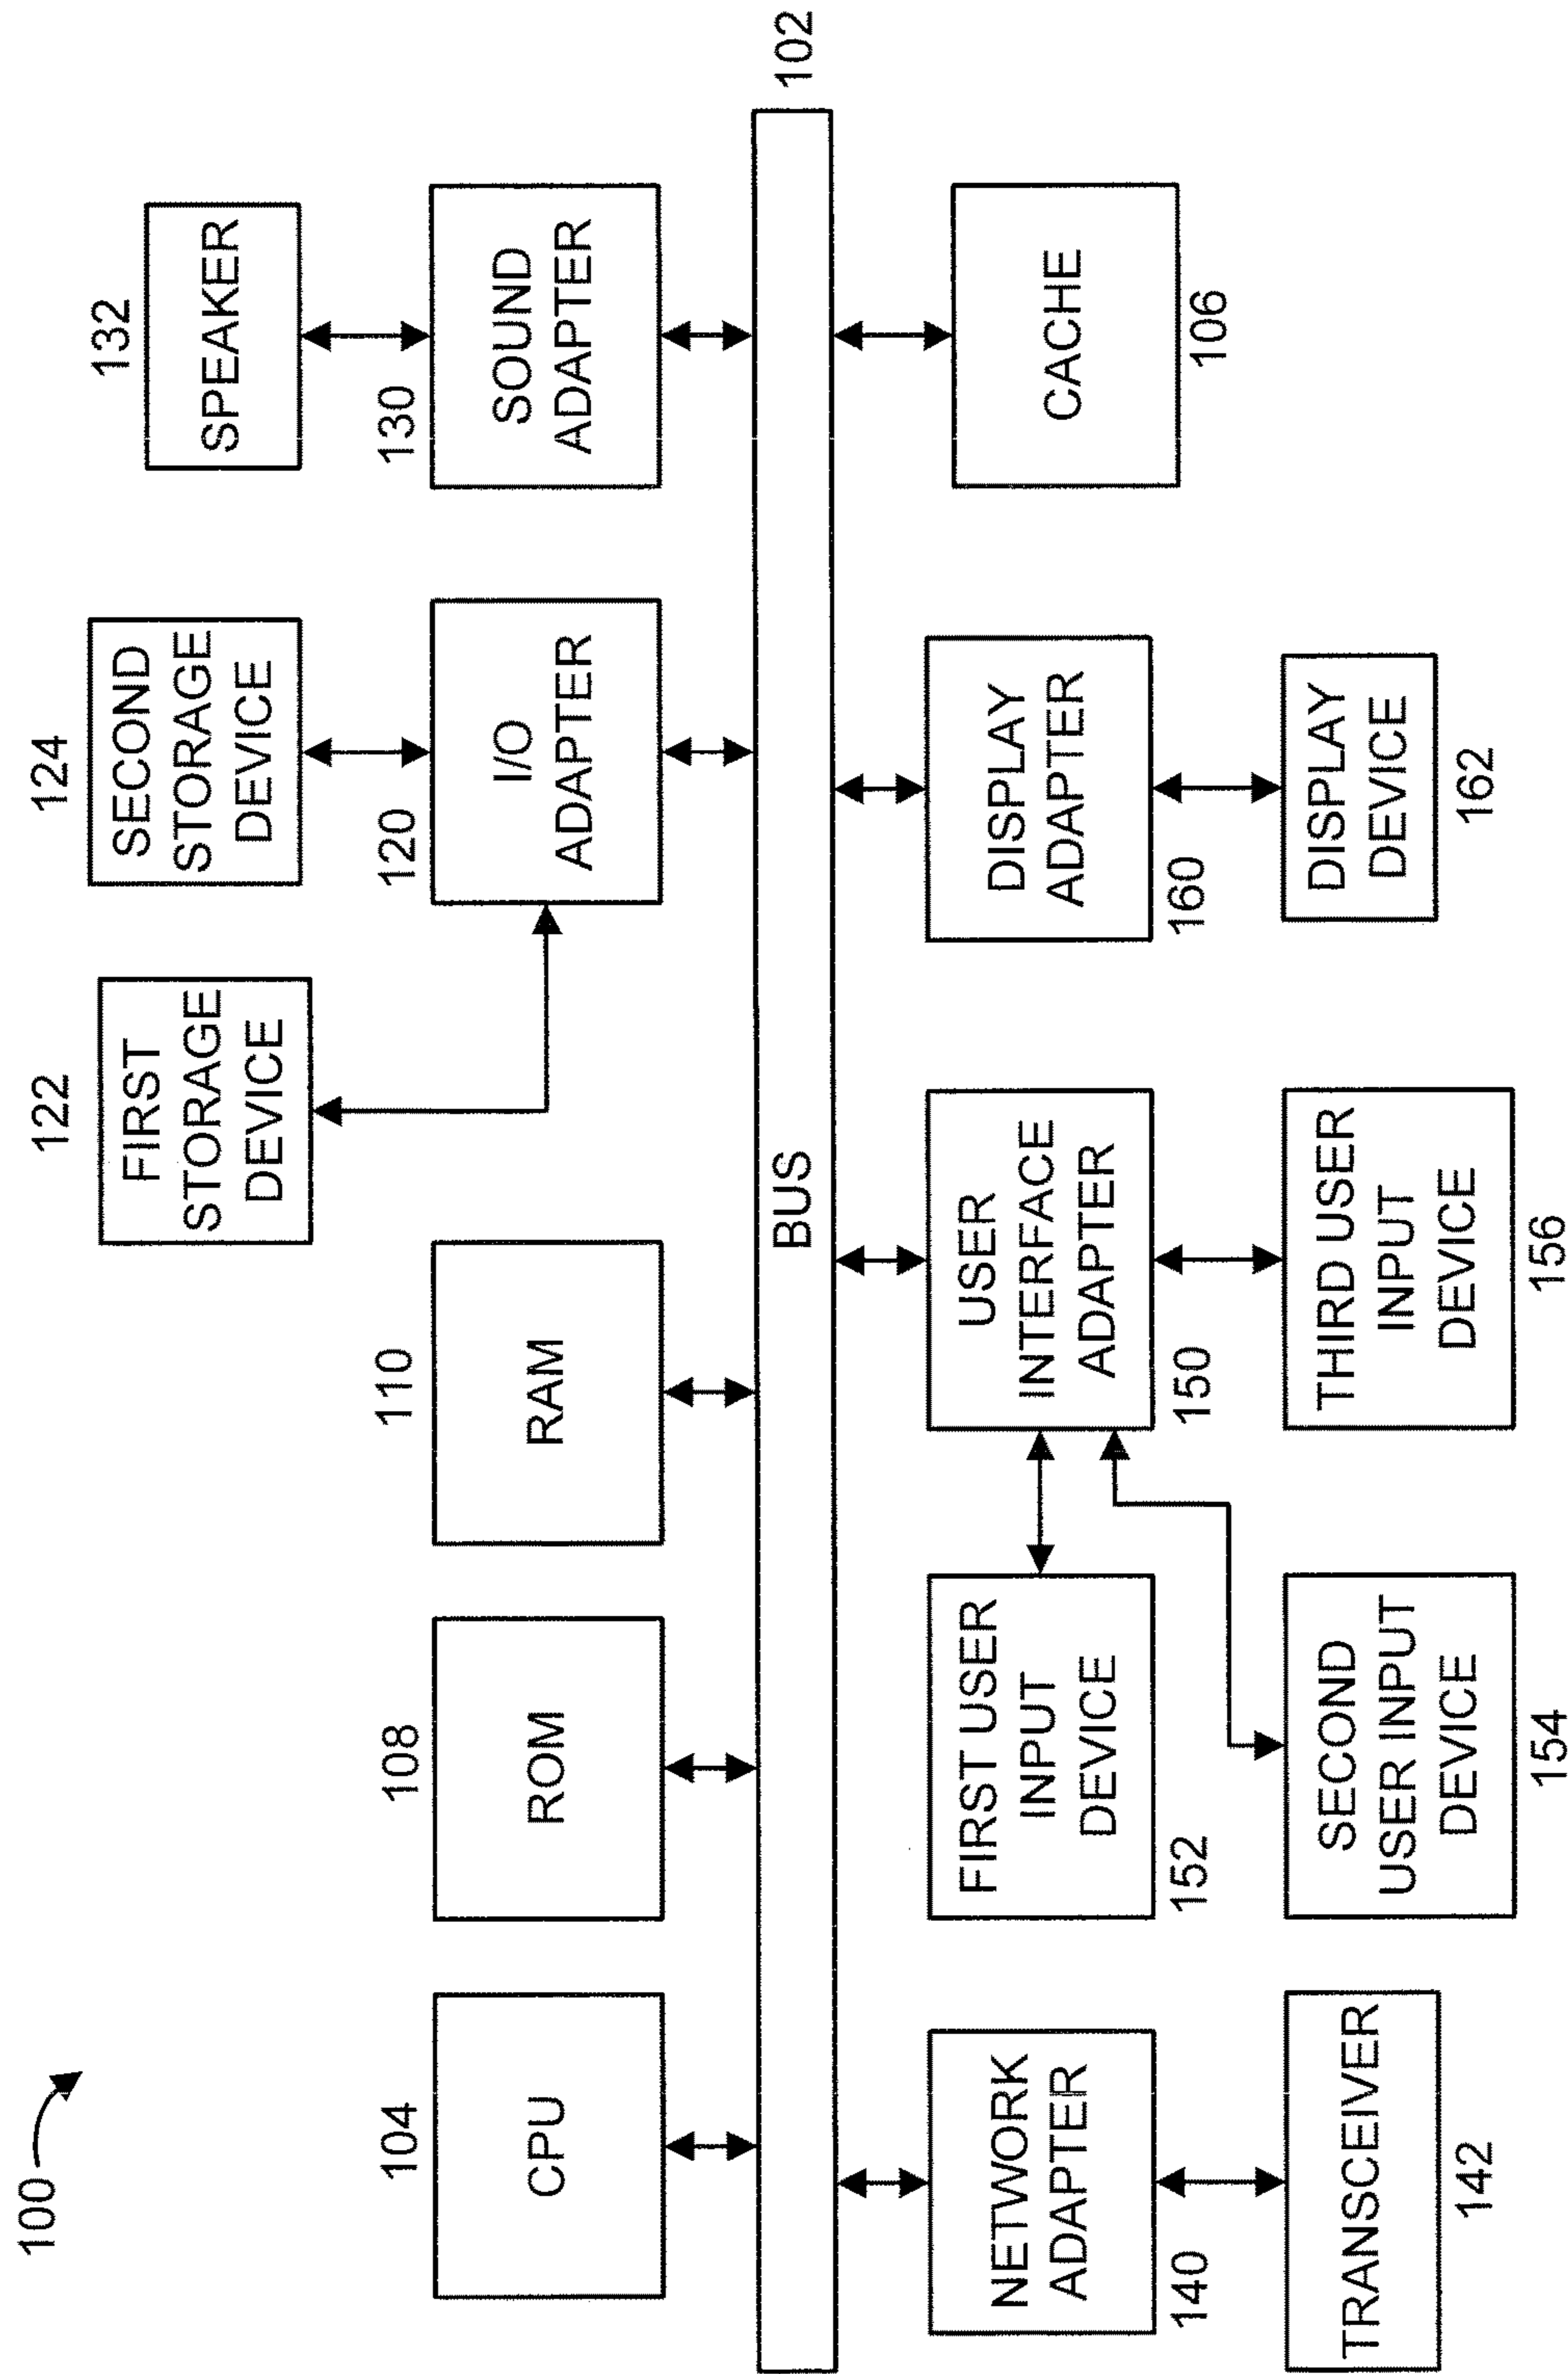 100
104
CPU
108
ROM
110
RAM
122
FIRST
STORAGE
DEVICE
124
SECOND
STORAGE
DEVICE
120
I/O
ADAPTER
132
SPEAKER
130
SOUND
ADAPTER
BUS
102
NETWORK
ADAPTER
140
TRANSCEIVER
142
FIRST USER
INPUT
DEVICE
152
SECOND
USER INPUT
DEVICE
154
USER
INTERFACE
ADAPTER
150
THIRD USER
INPUT
DEVICE
156
DISPLAY
ADAPTER
160
DISPLAY
DEVICE
162
CACHE
106